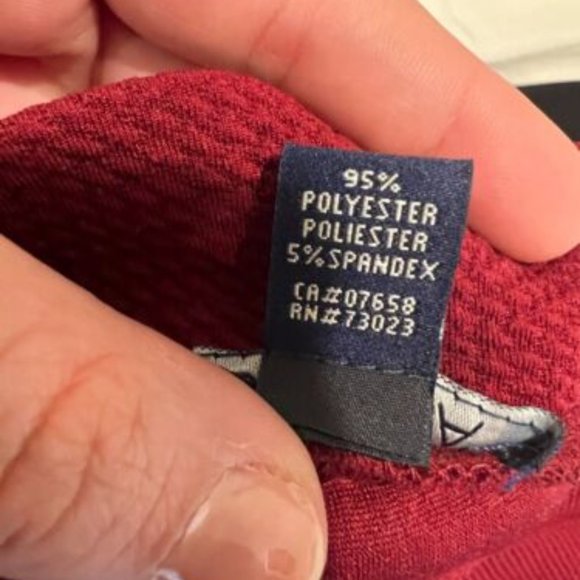 95%
POLYESTER
POLIESTER
5% SPANDEX
CA#07658
RN#73023
A